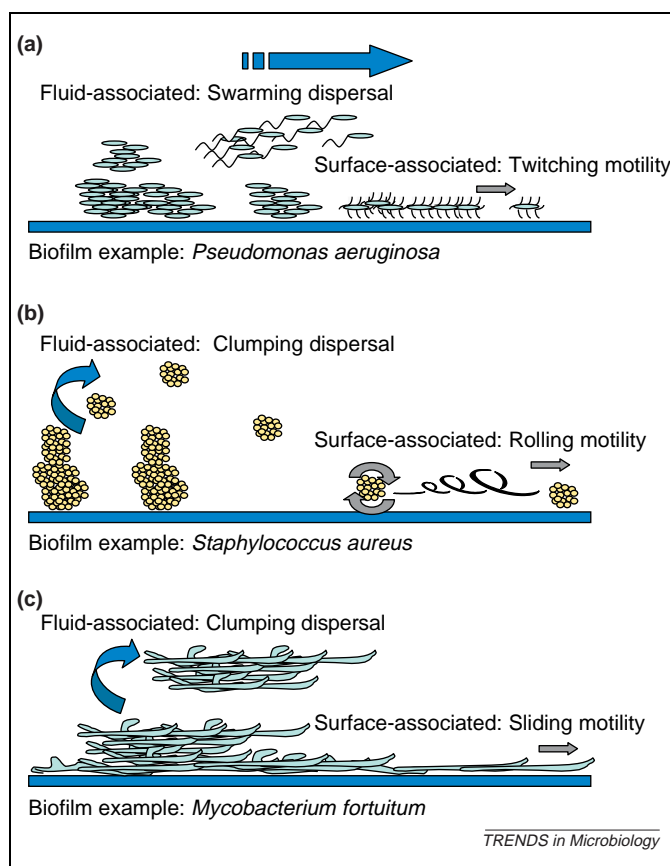 (a)
Fluid-associated: Swarming dispersal
Surface-associated: Twitching motility
Biofilm example: Pseudomonas aeruginosa
(b)
Fluid-associated: Clumping dispersal
Surface-associated: Rolling motility
Biofilm example: Staphylococcus aureus
(c)
Fluid-associated: Clumping dispersal
Surface-associated: Sliding motility
Biofilm example: Mycobacterium fortuitum
TRENDS in Microbiology